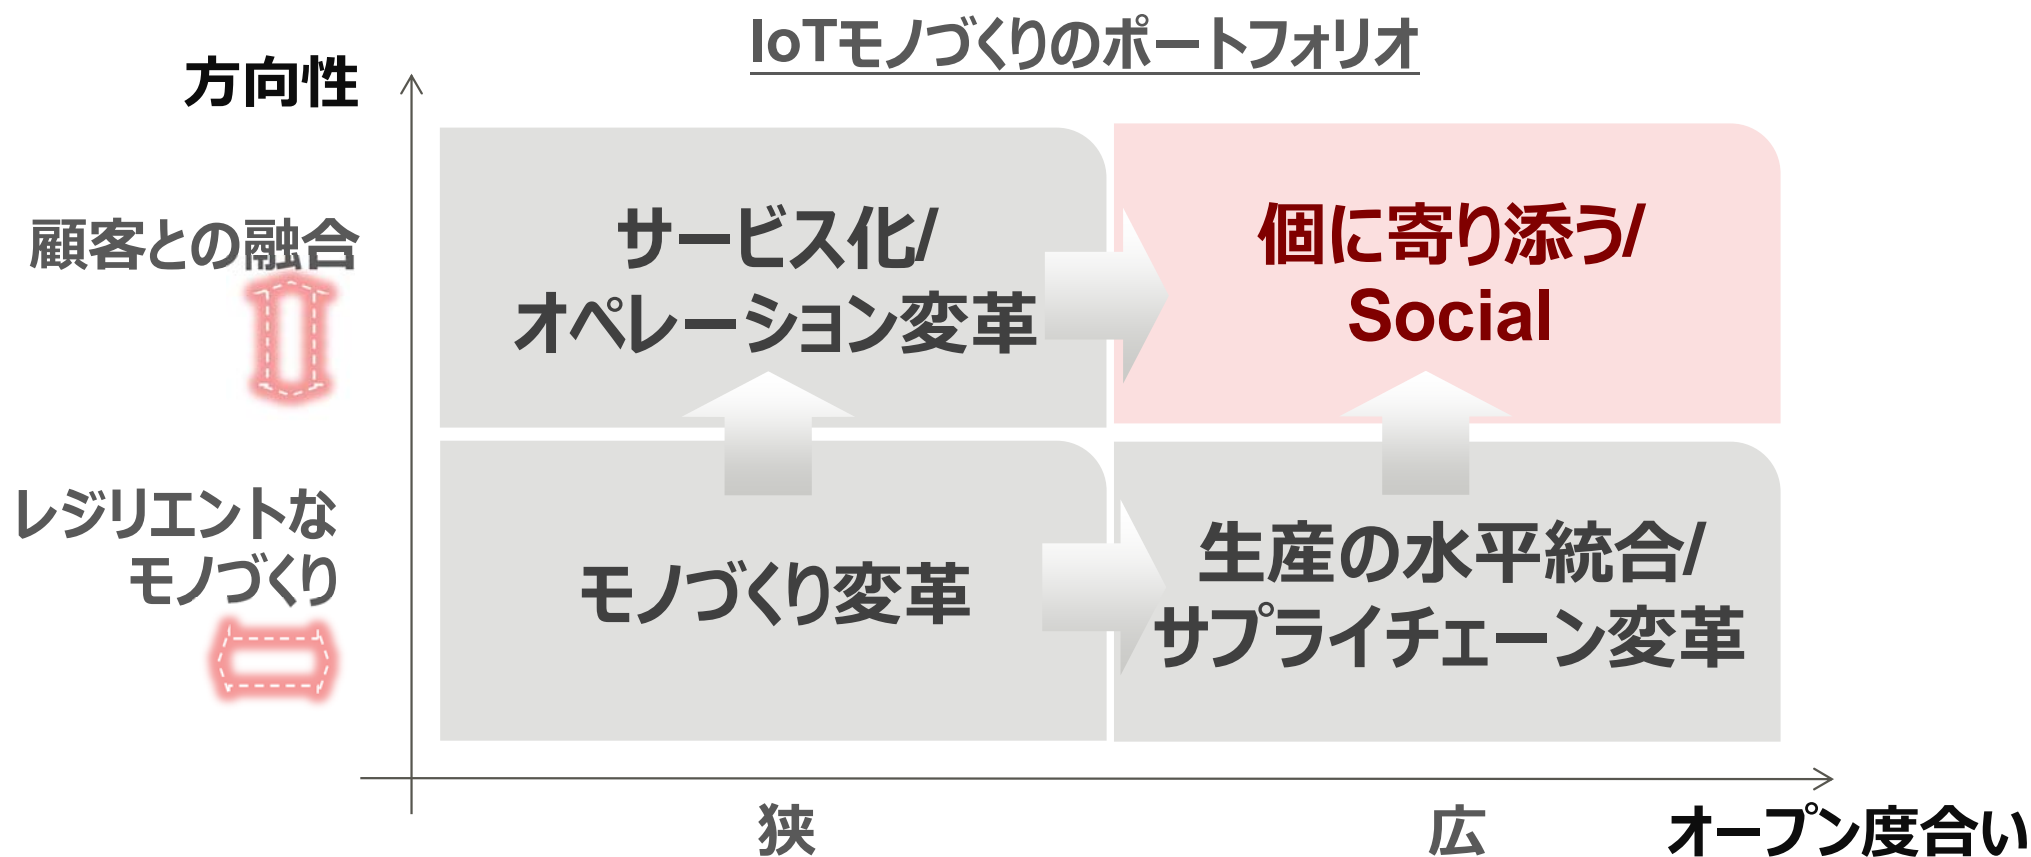 IoTモノづくりのポートフォリオ
方向性
顧客との融合
サービス化/
オペレーション変革
個に寄り添う/
Social
レジリエントな
モノづくり
モノづくり変革
生産の水平統合/
サプライチェーン変革
狭
広
オープン度合い